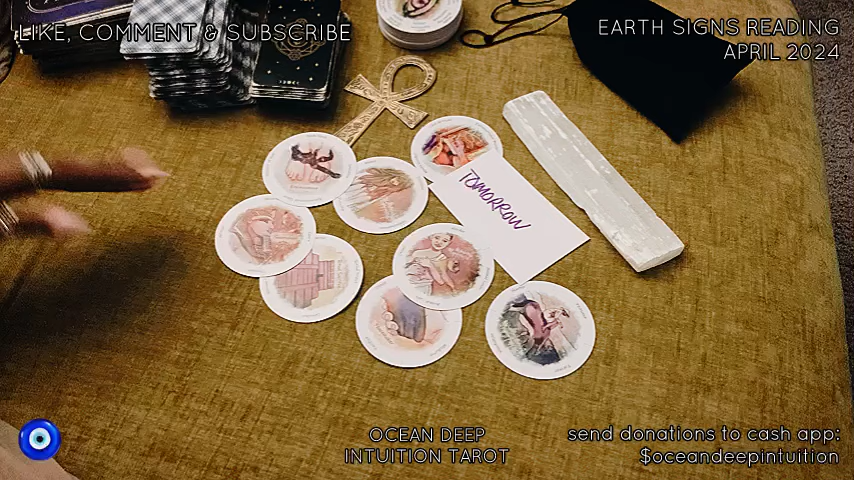 LIKE, COMMENT & SUBSCRIBE
EARTH SIGNS READING
APRIL 2024
TOMORROW
OCEAN DEEP
INTUITION TAROT
send donations to cash app:
$oceandeepintuition